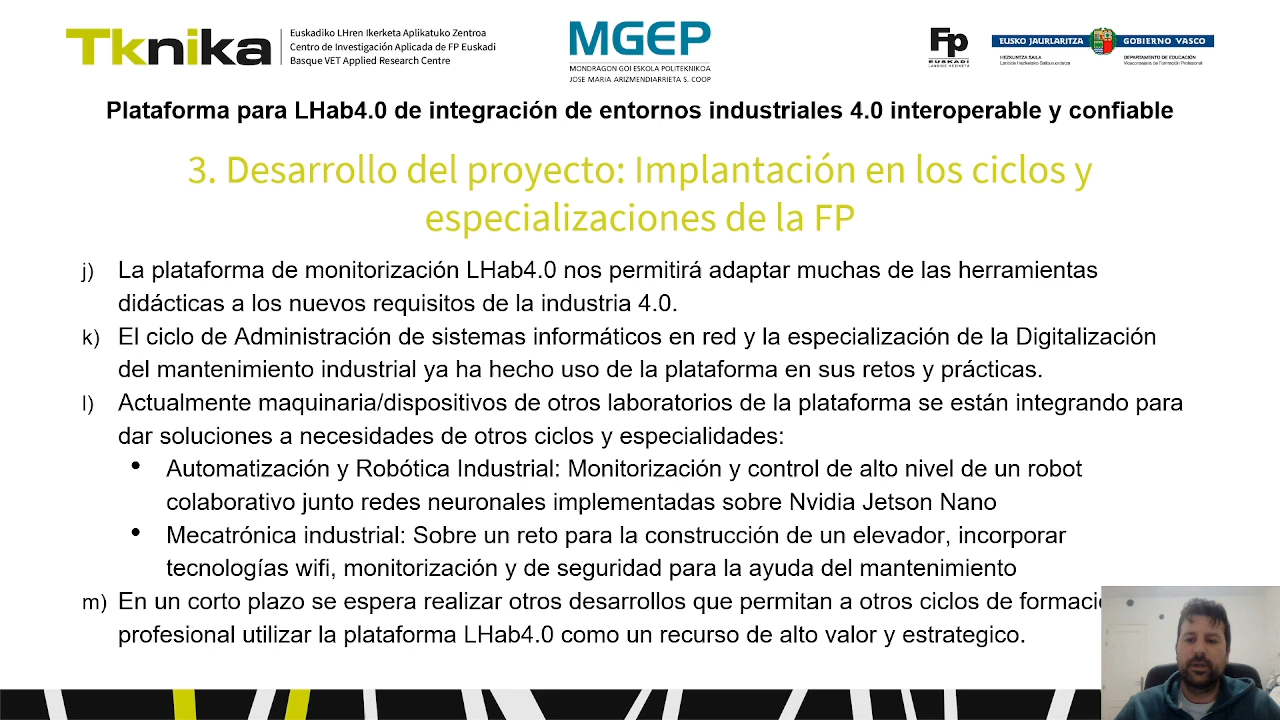 Tknika
Euskadiko LHren Ikerketa Aplikatuko Zentroa
Centro de Investigación Aplicada de FP Euskadi
Basque VET Applied Research Centre
MGEP
MONDRAGON GOI ESKOLA POLITEKNIKOA
JOSE MARIA ARIZMENDIARRIETA S. COOP
Fp
EUSKADI
LANBIDE HEZIKETA
EUSKO JAURLARITZA
GOBIERNO VASCO
HEZKUNTZA SAILA
Lanbide Heziketako Sailburuordetza
DEPARTAMENTO DE EDUCACIÓN
Viceconsejería de Formación Profesional
Plataforma para LHab4.0 de integración de entornos industriales 4.0 interoperable y confiable
3. Desarrollo del proyecto: Implantación en los ciclos y
especializaciones de la FP
j) La plataforma de monitorización LHab4.0 nos permitirá adaptar muchas de las herramientas
didácticas a los nuevos requisitos de la industria 4.0.
k) El ciclo de Administración de sistemas informáticos en red y la especialización de la Digitalización
del mantenimiento industrial ya ha hecho uso de la plataforma en sus retos y prácticas.
l) Actualmente maquinaria/dispositivos de otros laboratorios de la plataforma se están integrando para
dar soluciones a necesidades de otros ciclos y especialidades:
• Automatización y Robótica Industrial: Monitorización y control de alto nivel de un robot
colaborativo junto redes neuronales implementadas sobre Nvidia Jetson Nano
• Mecatrónica industrial: Sobre un reto para la construcción de un elevador, incorporar
tecnologías wifi, monitorización y de seguridad para la ayuda del mantenimiento
m) En un corto plazo se espera realizar otros desarrollos que permitan a otros ciclos de formaci
profesional utilizar la plataforma LHab4.0 como un recurso de alto valor y estrategico.